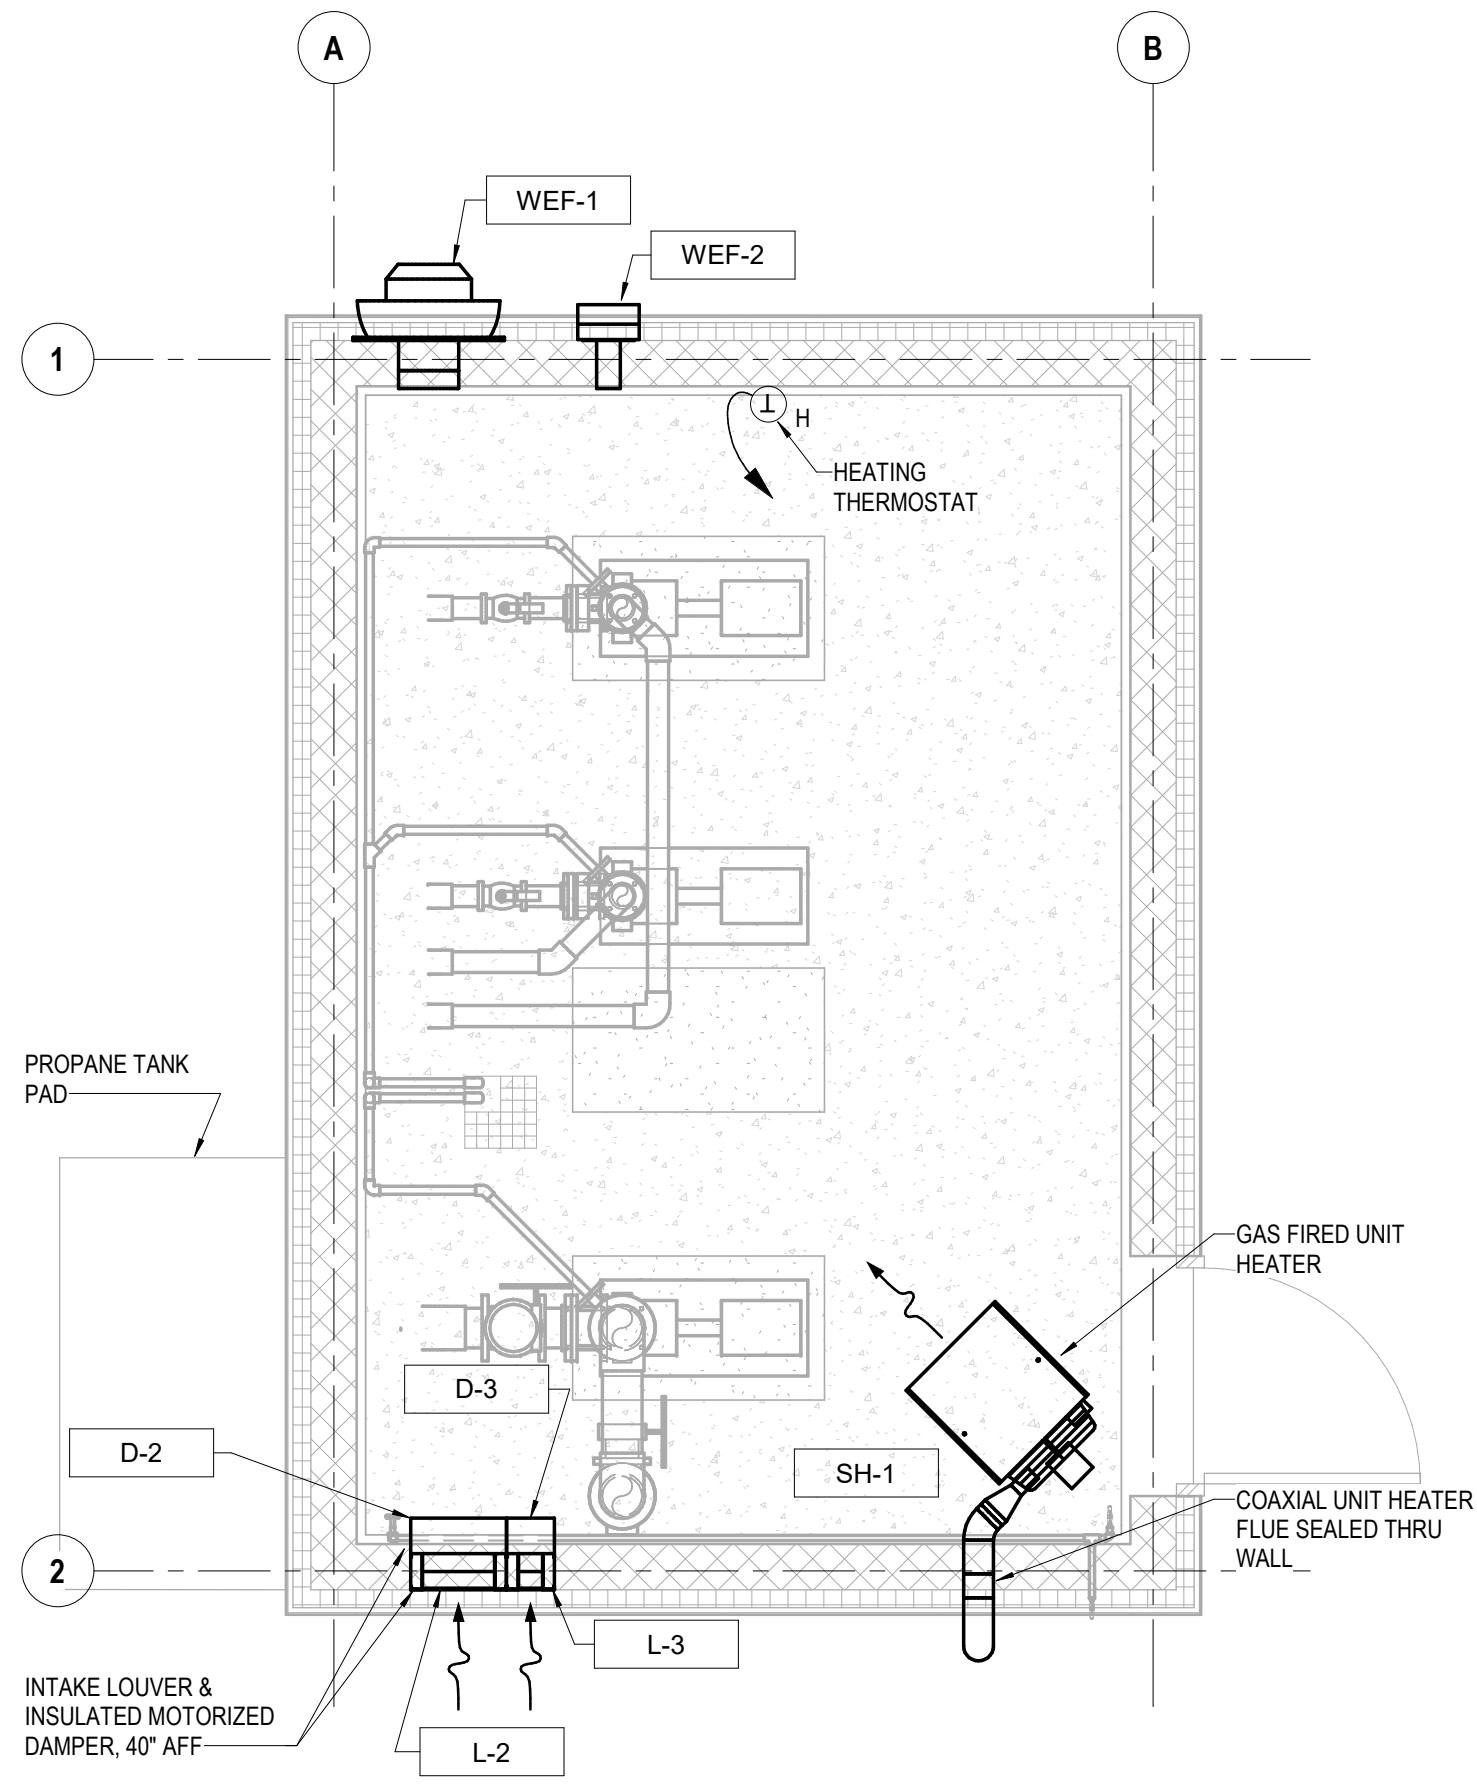 A
B
WEF-1
WEF-2
1
H
HEATING
THERMOSTAT
PROPANE TANK
PAD
GAS FIRED UNIT
HEATER
D-3
D-2
SH-1
COAXIAL UNIT HEATER
FLUE SEALED THRU
WALL
2
L-3
INTAKE LOUVER &
INSULATED MOTORIZED
DAMPER, 40" AFF
L-2